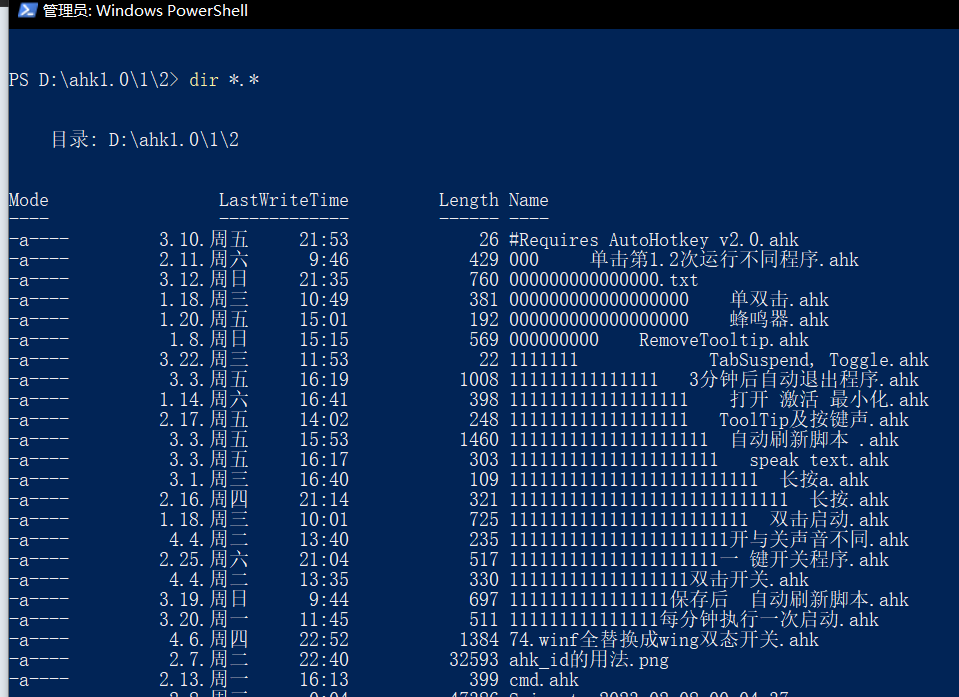 管理员: Windows PowerShell
PS D:\ahk1.0\1\2> dir *.*
目录: D:\ahk1.0\1\2
Mode                 LastWriteTime         Length Name
----                 -------------         ------ ----
-a----         3.10.周五     21:53             26 #Requires AutoHotkey v2.0.ahk
-a----         2.11.周六      9:46            429 000     单击第1.2次运行不同程序.ahk
-a----         3.12.周日     21:35            760 000000000000000.txt
-a----         1.18.周三     10:49            381 000000000000000000    单双击.ahk
-a----         1.20.周五     15:01            192 000000000000000000    蜂鸣器.ahk
-a----          1.8.周日     15:15            569 000000000    RemoveTooltip.ahk
-a----         3.22.周三     11:53             22 1111111             TabSuspend, Toggle.ahk
-a----          3.3.周五     16:19           1008 111111111111111   3分钟后自动退出程序.ahk
-a----         1.14.周六     16:41            398 111111111111111111    打开 激活 最小化.ahk
-a----         2.17.周五     14:02            248 111111111111111111   ToolTip及按键声.ahk
-a----          3.3.周五     15:53           1460 11111111111111111111  自动刷新脚本 .ahk
-a----          3.3.周五     16:17            303 111111111111111111111   speak text.ahk
-a----          3.1.周三     16:40            109 1111111111111111111111111  长按a.ahk
-a----         2.16.周四     21:14            321 1111111111111111111111111111  长按.ahk
-a----         1.18.周三     10:01            725 111111111111111111111111  双击启动.ahk
-a----          4.4.周二     13:40            235 1111111111111111111111开与关声音不同.ahk
-a----         2.25.周六     21:04            517 111111111111111111111一 键开关程序.ahk
-a----          4.4.周二     13:35            330 111111111111111111双击开关.ahk
-a----         3.19.周日      9:44            697 1111111111111111保存后  自动刷新脚本.ahk
-a----         3.20.周一     11:45            511 111111111111111每分钟执行一次启动.ahk
-a----          4.6.周四     22:52           1384 74.winf全替换成wing双态开关.ahk
-a----          2.7.周二     22:40          32593 ahk_id的用法.png
-a----         2.13.周一     16:13            399 cmd.ahk